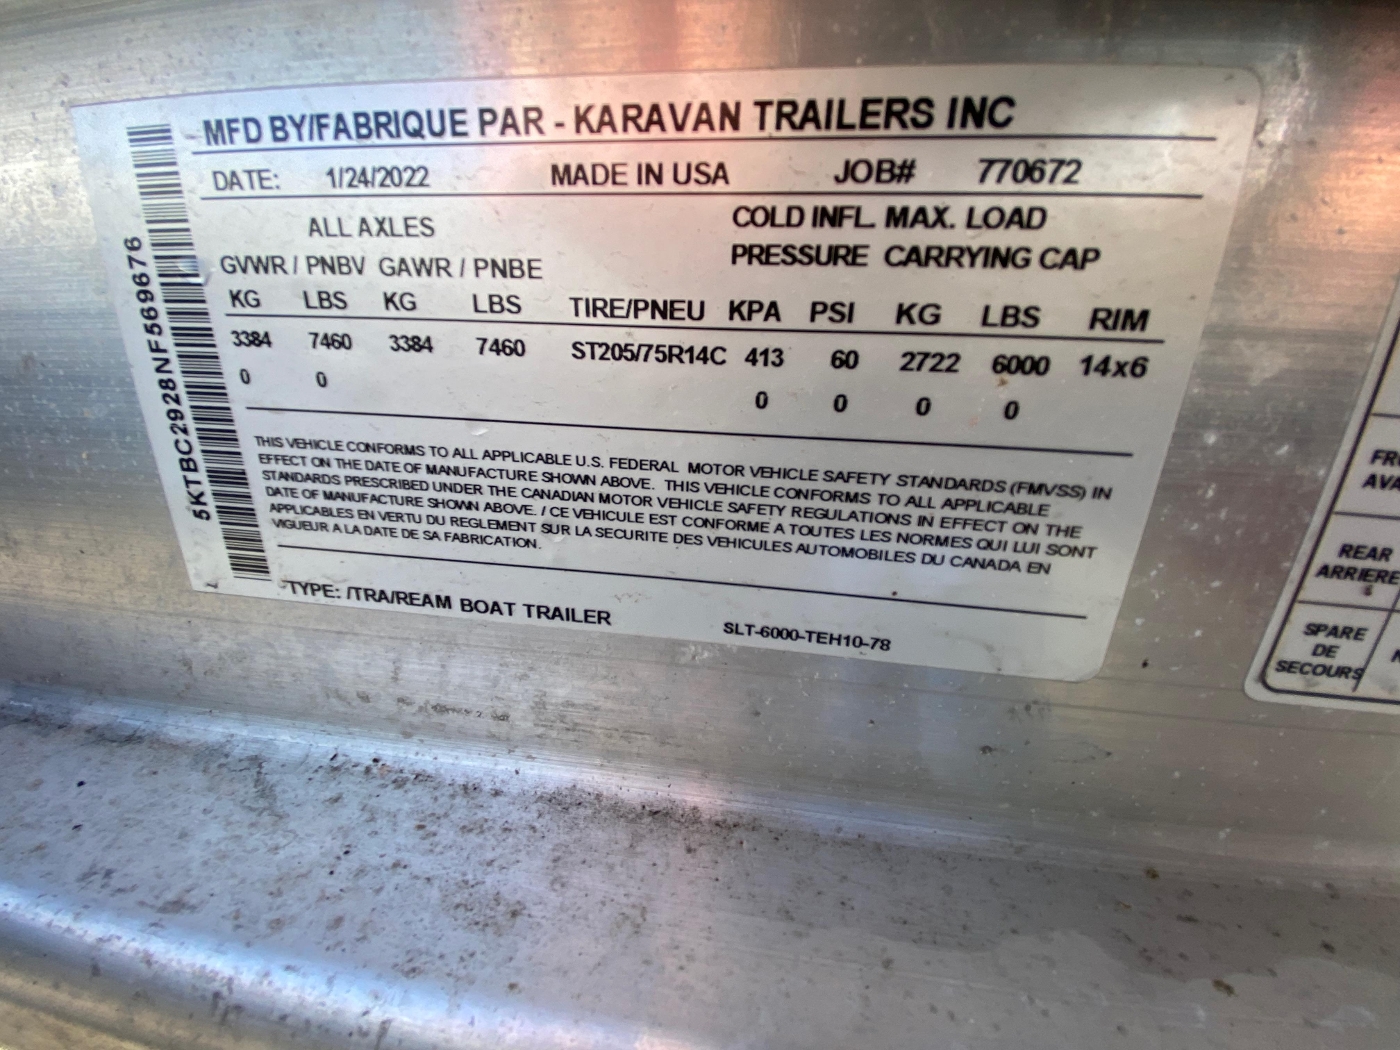 MFD BY/FABRIQUE PAR - KARAVAN TRAILERS INC
DATE: 1/24/2022 MADE IN USA JOB# 770672
ALL AXLES COLD INFL. MAX. LOAD
GVWR / PNBV GAWR / PNBE PRESSURE CARRYING CAP
KG LBS KG LBS TIRE/PNEU KPA PSI KG LBS RIM
3384 7460 3384 7460 ST205/75R14C 413 60 2722 6000 14x6
0 0 0 0 0 0
THIS VEHICLE CONFORMS TO ALL APPLICABLE U.S. FEDERAL MOTOR VEHICLE SAFETY STANDARDS (FMVSS) IN
EFFECT ON THE DATE OF MANUFACTURE SHOWN ABOVE. THIS VEHICLE CONFORMS TO ALL APPLICABLE
STANDARDS PRESCRIBED UNDER THE CANADIAN MOTOR VEHICLE SAFETY REGULATIONS IN EFFECT ON THE
DATE OF MANUFACTURE SHOWN ABOVE. / CE VEHICULE EST CONFORME A TOUTES LES NORMES QUI LUI SONT
APPLICABLES EN VERTU DU REGLEMENT SUR LA SECURITE DES VEHICULES AUTOMOBILES DU CANADA EN
VIGUEUR A LA DATE DE SA FABRICATION.
TYPE: /TRA/REAM BOAT TRAILER SLT-6000-TEH10-78
5KTBC2928NF569676
REAR
ARRIERE
SPARE
DE
SECOURS